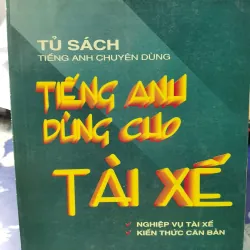 TỦ SÁCH
TIẾNG ANH CHUYÊN DÙNG
TIẾNG ANH
DÙNG CHO
TÀI XẾ
NGHIỆP VỤ TÀI XẾ
KIẾN THỨC CĂN BẢN